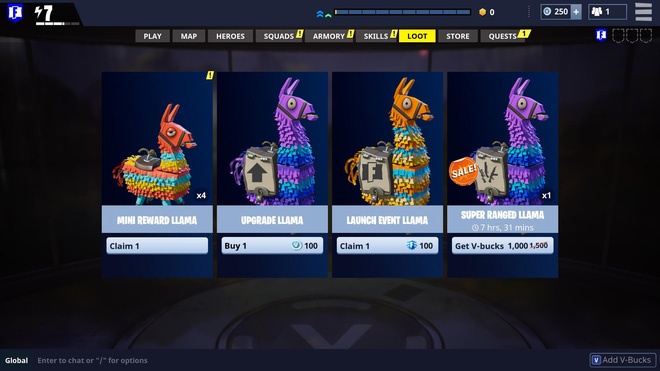 7
0
250 +
1
PLAY
MAP
HEROES
SQUADS !
ARMORY !
SKILLS !
LOOT
STORE
QUESTS 1
!
x4
SALE!
x1
MINI REWARD LLAMA
UPGRADE LLAMA
LAUNCH EVENT LLAMA
SUPER RANGED LLAMA
7 hrs, 31 mins
Claim 1
Buy 1 100
Claim 1 100
Get V-bucks 1,000 1,500
Global Enter to chat or "/" for options
V Add V-Bucks